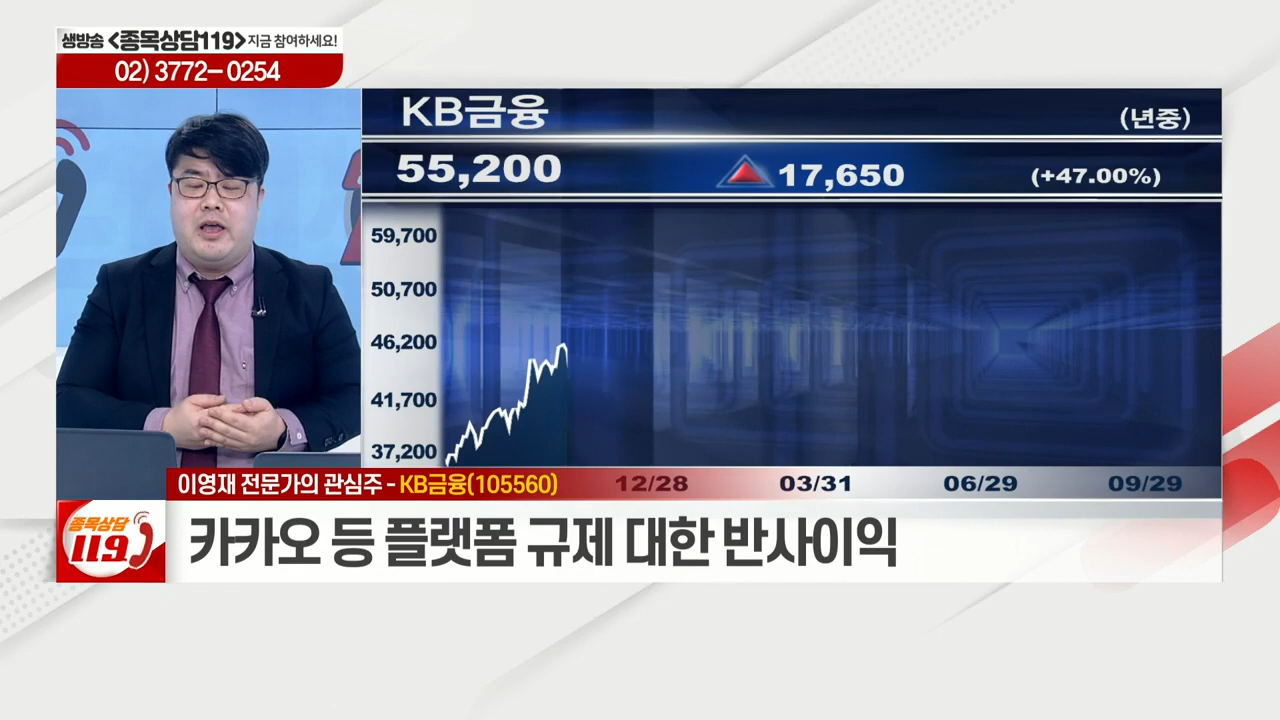 생방송 <종목상담119> 지금 참여하세요!
02) 3772-0254
KB금융
(년중)
55,200
17,650
(+47.00%)
59,700
50,700
46,200
41,700
37,200
12/28
03/31
06/29
09/29
이영재 전문가의 관심주 - KB금융(105560)
종목상담
119
카카오 등 플랫폼 규제 대한 반사이익